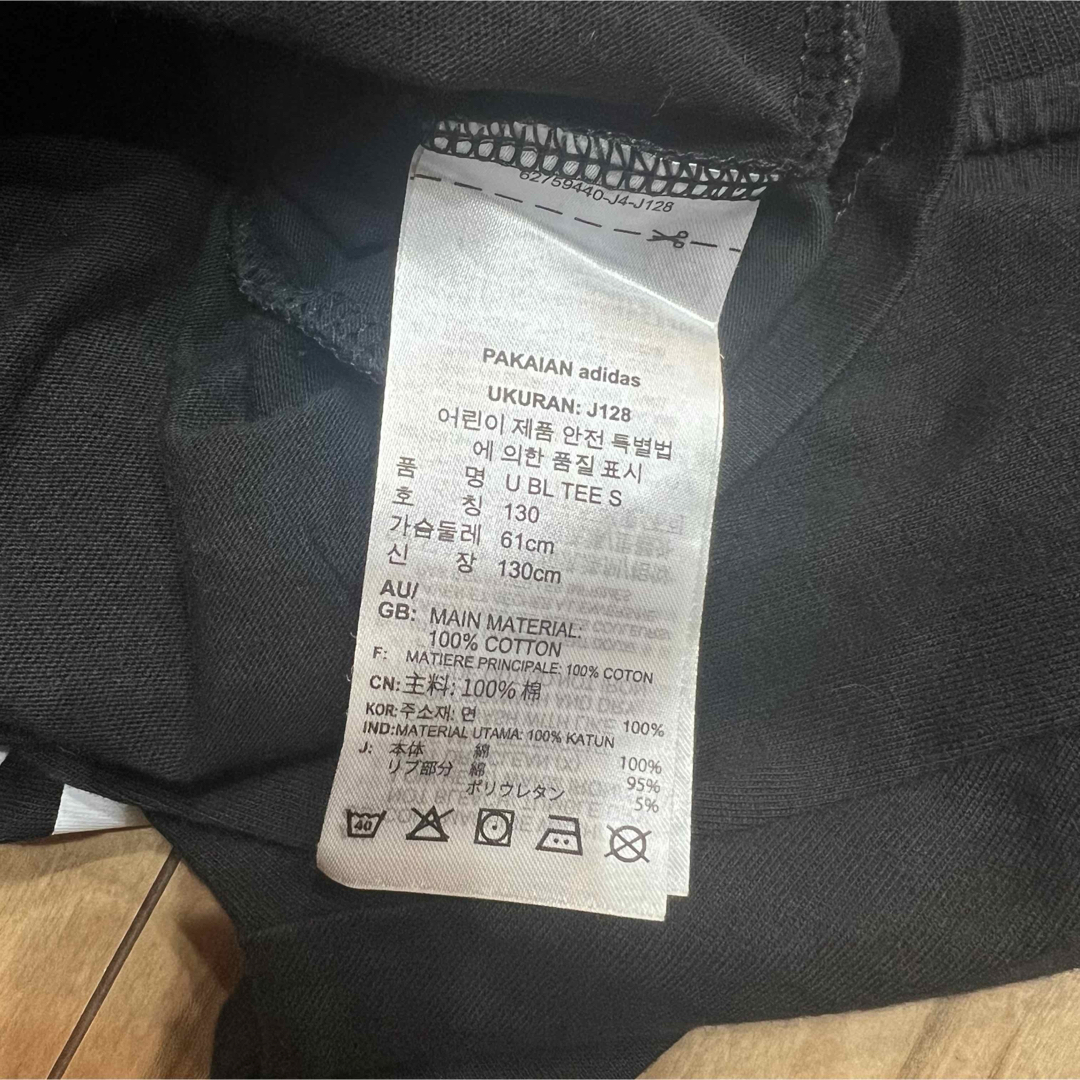 62759440-J4-J128
PAKAIAN adidas
UKURAN: J128
어린이 제품 안전 특별법
에 의한 품질 표시
품 명 U BL TEE S
호 칭 130
가슴둘레 61cm
신 장 130cm
AU/
GB: MAIN MATERIAL:
100% COTTON
F: MATIERE PRINCIPALE: 100% COTON
CN: 主料: 100% 棉
KOR: 주소재: 면 100%
IND: MATERIAL UTAMA: 100% KATUN
J: 本体 綿 100%
リブ部分 綿 95%
ポリウレタン 5%
40